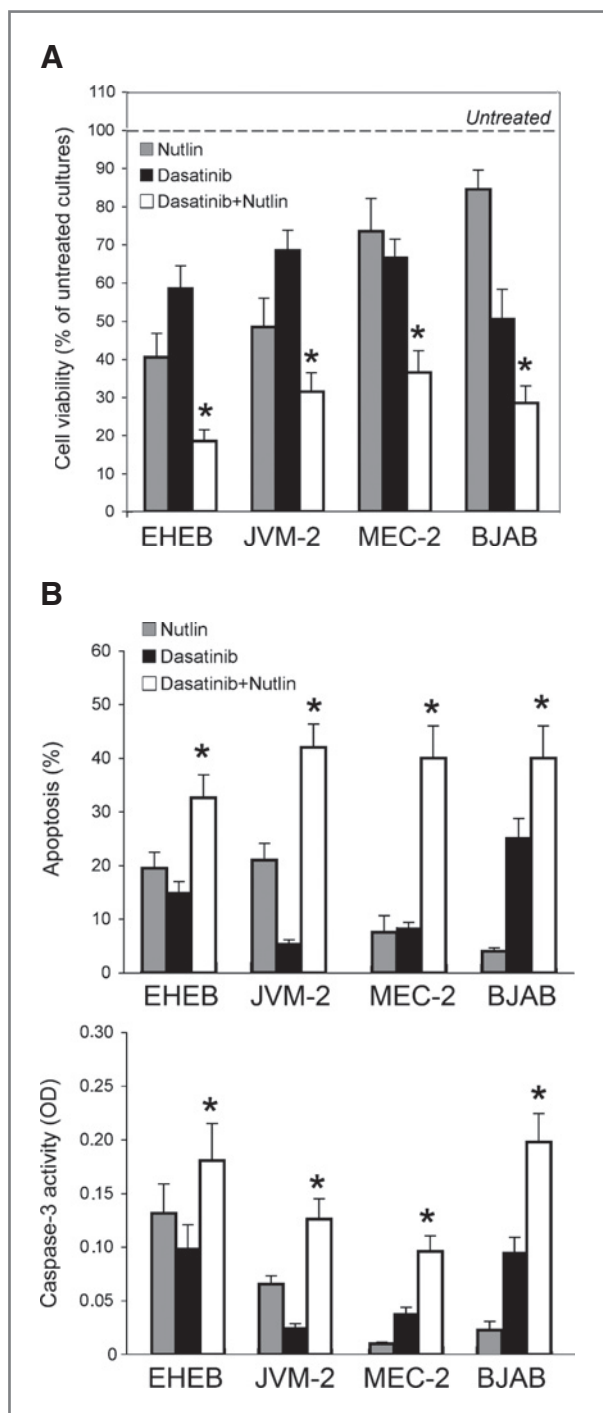 A
Cell viability (% of untreated cultures)
110
100
90
80
70
60
50
40
30
20
10
0
Untreated
Nutlin
Dasatinib
Dasatinib+Nutlin
*
*
*
*
EHEB JVM-2 MEC-2 BJAB
B
Nutlin
Dasatinib
Dasatinib+Nutlin
Apoptosis (%)
60
50
40
30
20
10
0
*
*
*
*
EHEB JVM-2 MEC-2 BJAB
Caspase-3 activity (OD)
0.30
0.25
0.20
0.15
0.10
0.05
0
*
*
*
*
EHEB JVM-2 MEC-2 BJAB